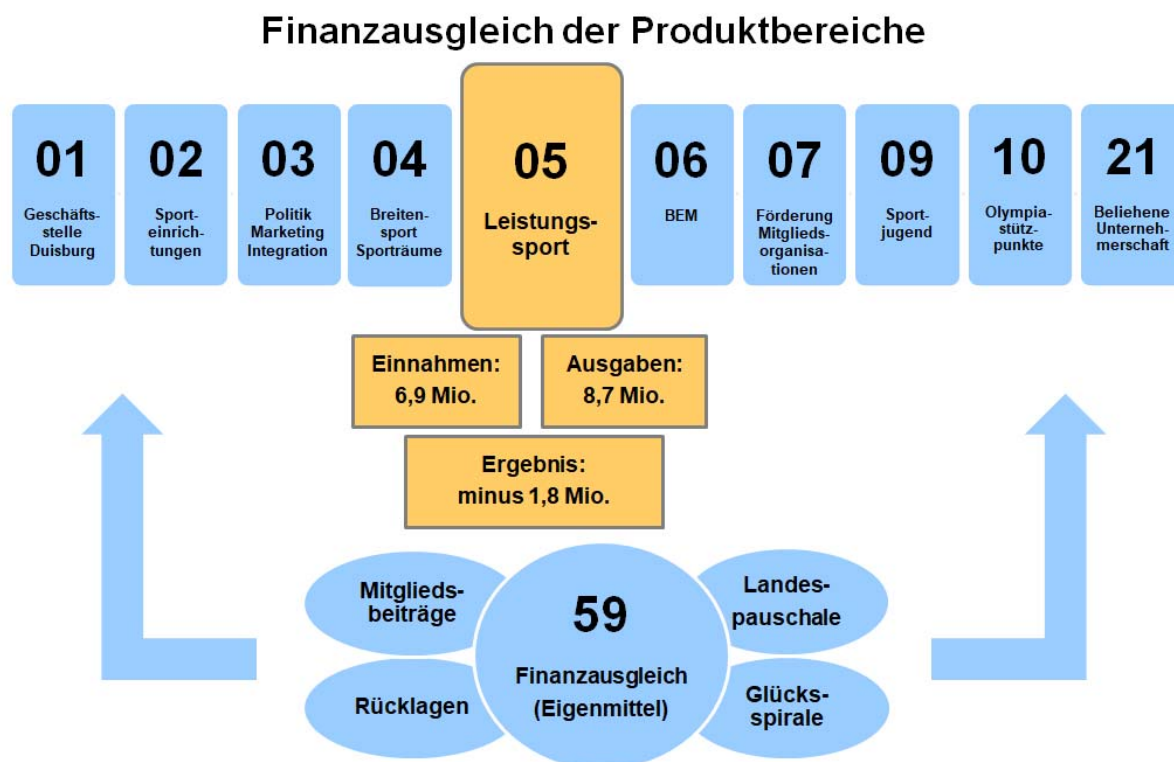 Finanzausgleich der Produktbereiche
01
Geschäfts-
stelle
Duisburg
02
Sport-
einrich-
tungen
03
Politik
Marketing
Integration
04
Breiten-
sport
Sporträume
05
Leistungs-
sport
06
BEM
07
Förderung
Mitglieds-
organisa-
tionen
09
Sport-
jugend
10
Olympia-
stütz-
punkte
21
Beliehene
Unterneh-
merschaft
Einnahmen:
6,9 Mio.
Ausgaben:
8,7 Mio.
Ergebnis:
minus 1,8 Mio.
Mitglieds-
beiträge
Rücklagen
59
Finanzausgleich
(Eigenmittel)
Landes-
pauschale
Glücks-
spirale